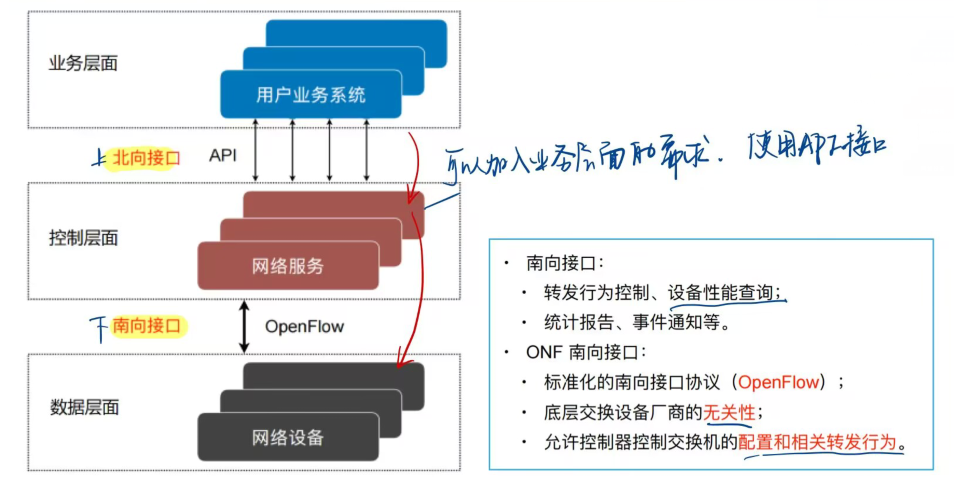 业务层面
用户业务系统
上 北向接口 API
可以加入业务层面的需求. 使用API接口
控制层面
网络服务
下 南向接口 OpenFlow
数据层面
网络设备
• 南向接口：
• 转发行为控制、设备性能查询；
• 统计报告、事件通知等。
• ONF 南向接口：
• 标准化的南向接口协议（OpenFlow）；
• 底层交换设备厂商的无关性；
• 允许控制器控制交换机的配置和相关转发行为。